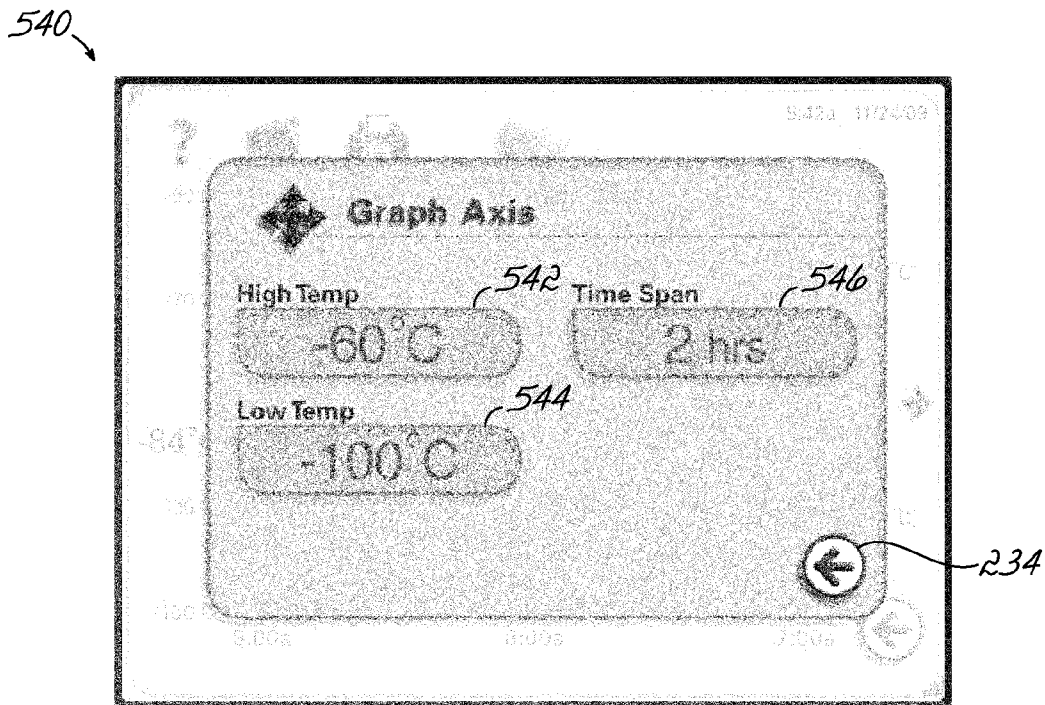 540
?
Graph Axis
542
546
High Temp
Time Span
-60°C
2 hrs
544
Low Temp
-100°C
234